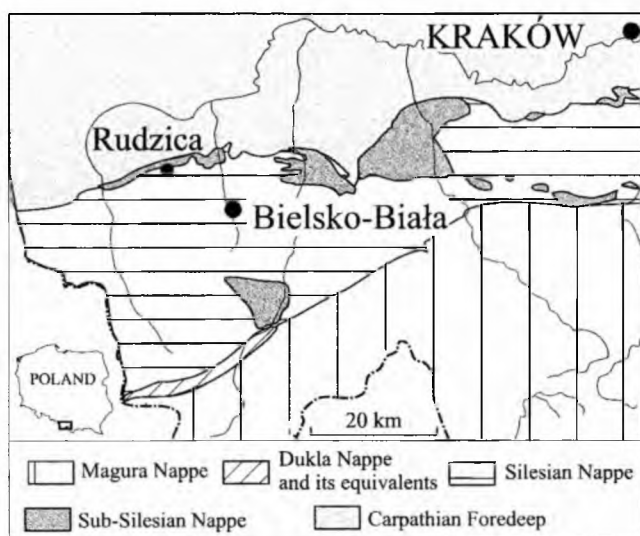 KRAKÓW
Rudzica
Bielsko-Biała
POLAND
20 km
Magura Nappe
Dukla Nappe
and its equivalents
Silesian Nappe
Sub-Silesian Nappe
Carpathian Foredeep